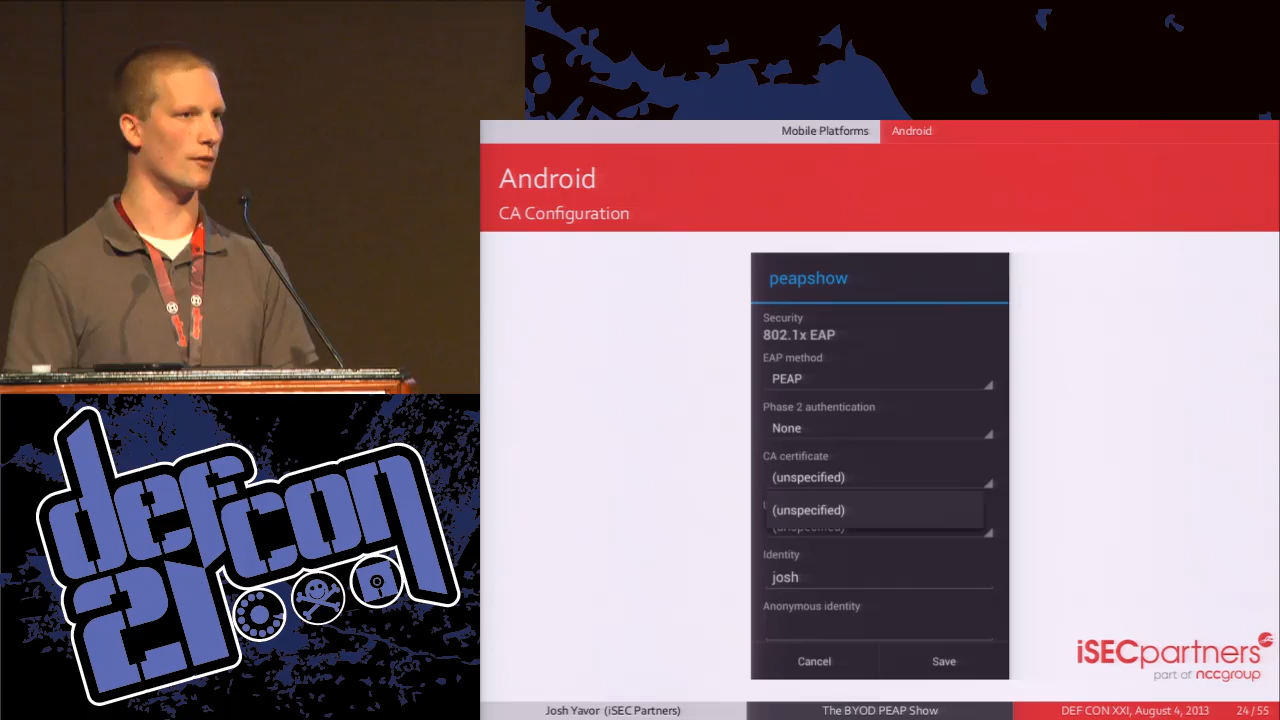 Mobile Platforms
Android
Android
CA Configuration
peapshow
Security
802.1x EAP
EAP method
PEAP
Phase 2 authentication
None
CA certificate
(unspecified)
(unspecified)
(unspecified)
Identity
josh
Anonymous identity
Cancel
Save
iSECpartners
part of nccgroup
Josh Yavor (iSEC Partners)
The BYOD PEAP Show
DEF CON XXI, August 4, 2013
24 / 55
defcon
21